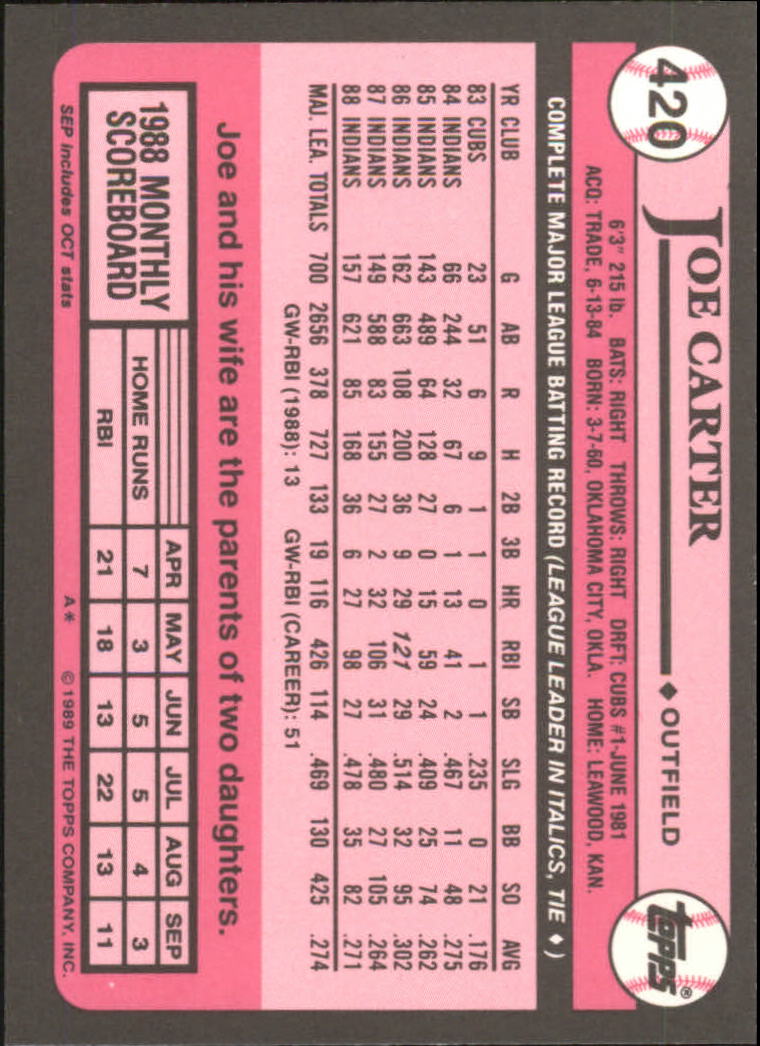 420
JOE CARTER ♦ OUTFIELD
topps®
6'3" 215 lb. BATS: RIGHT THROWS: RIGHT DRFT: CUBS #1-JUNE 1981
ACQ: TRADE, 6-13-84 BORN: 3-7-60, OKLAHOMA CITY, OKLA. HOME: LEAWOOD, KAN.
COMPLETE MAJOR LEAGUE BATTING RECORD (LEAGUE LEADER IN ITALICS, TIE ♦)
YR CLUB G AB R H 2B 3B HR RBI SB SLG BB SO AVG
83 CUBS 23 51 6 9 1 1 0 1 1 .235 0 21 .176
84 INDIANS 66 244 32 67 6 1 13 41 2 .467 11 48 .275
85 INDIANS 143 489 64 128 27 0 15 59 24 .409 25 74 .262
86 INDIANS 162 663 108 200 36 9 29 121 29 .514 32 95 .302
87 INDIANS 149 588 83 155 27 2 32 106 31 .480 27 105 .264
88 INDIANS 157 621 85 168 36 6 27 98 27 .478 35 82 .271
MAJ. LEA. TOTALS 700 2656 378 727 133 19 116 426 114 .469 130 425 .274
GW-RBI (1988): 13 GW-RBI (CAREER): 51
Joe and his wife are the parents of two daughters.
1988 MONTHLY
SCOREBOARD
APR MAY JUN JUL AUG SEP
HOME RUNS 7 3 5 5 4 3
RBI 21 18 13 22 13 11
SEP includes OCT stats A* ©1989 THE TOPPS COMPANY, INC.